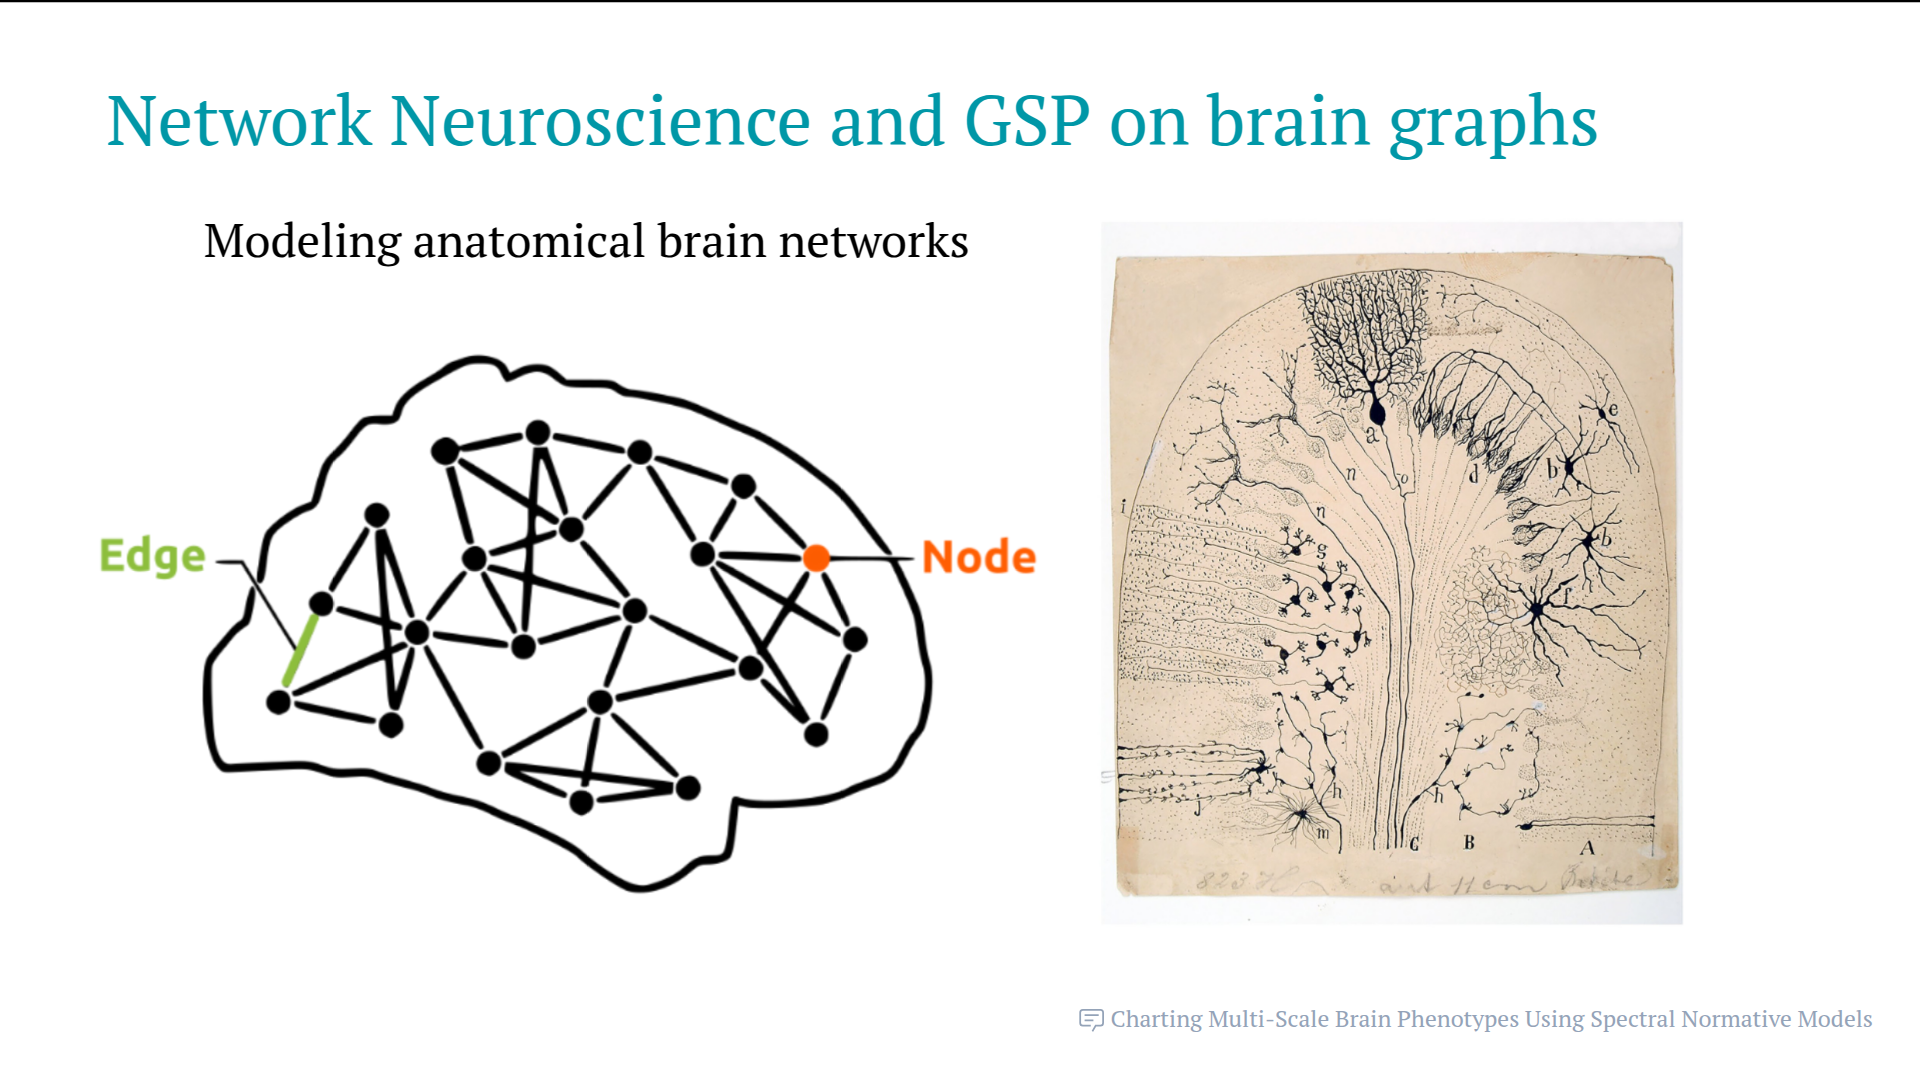 Network Neuroscience and GSP on brain graphs
Modeling anatomical brain networks
Edge
Node
a
e
n
o
d
b
i
n
g
b
f
h
h
j
m
C
B
A
Charting Multi-Scale Brain Phenotypes Using Spectral Normative Models